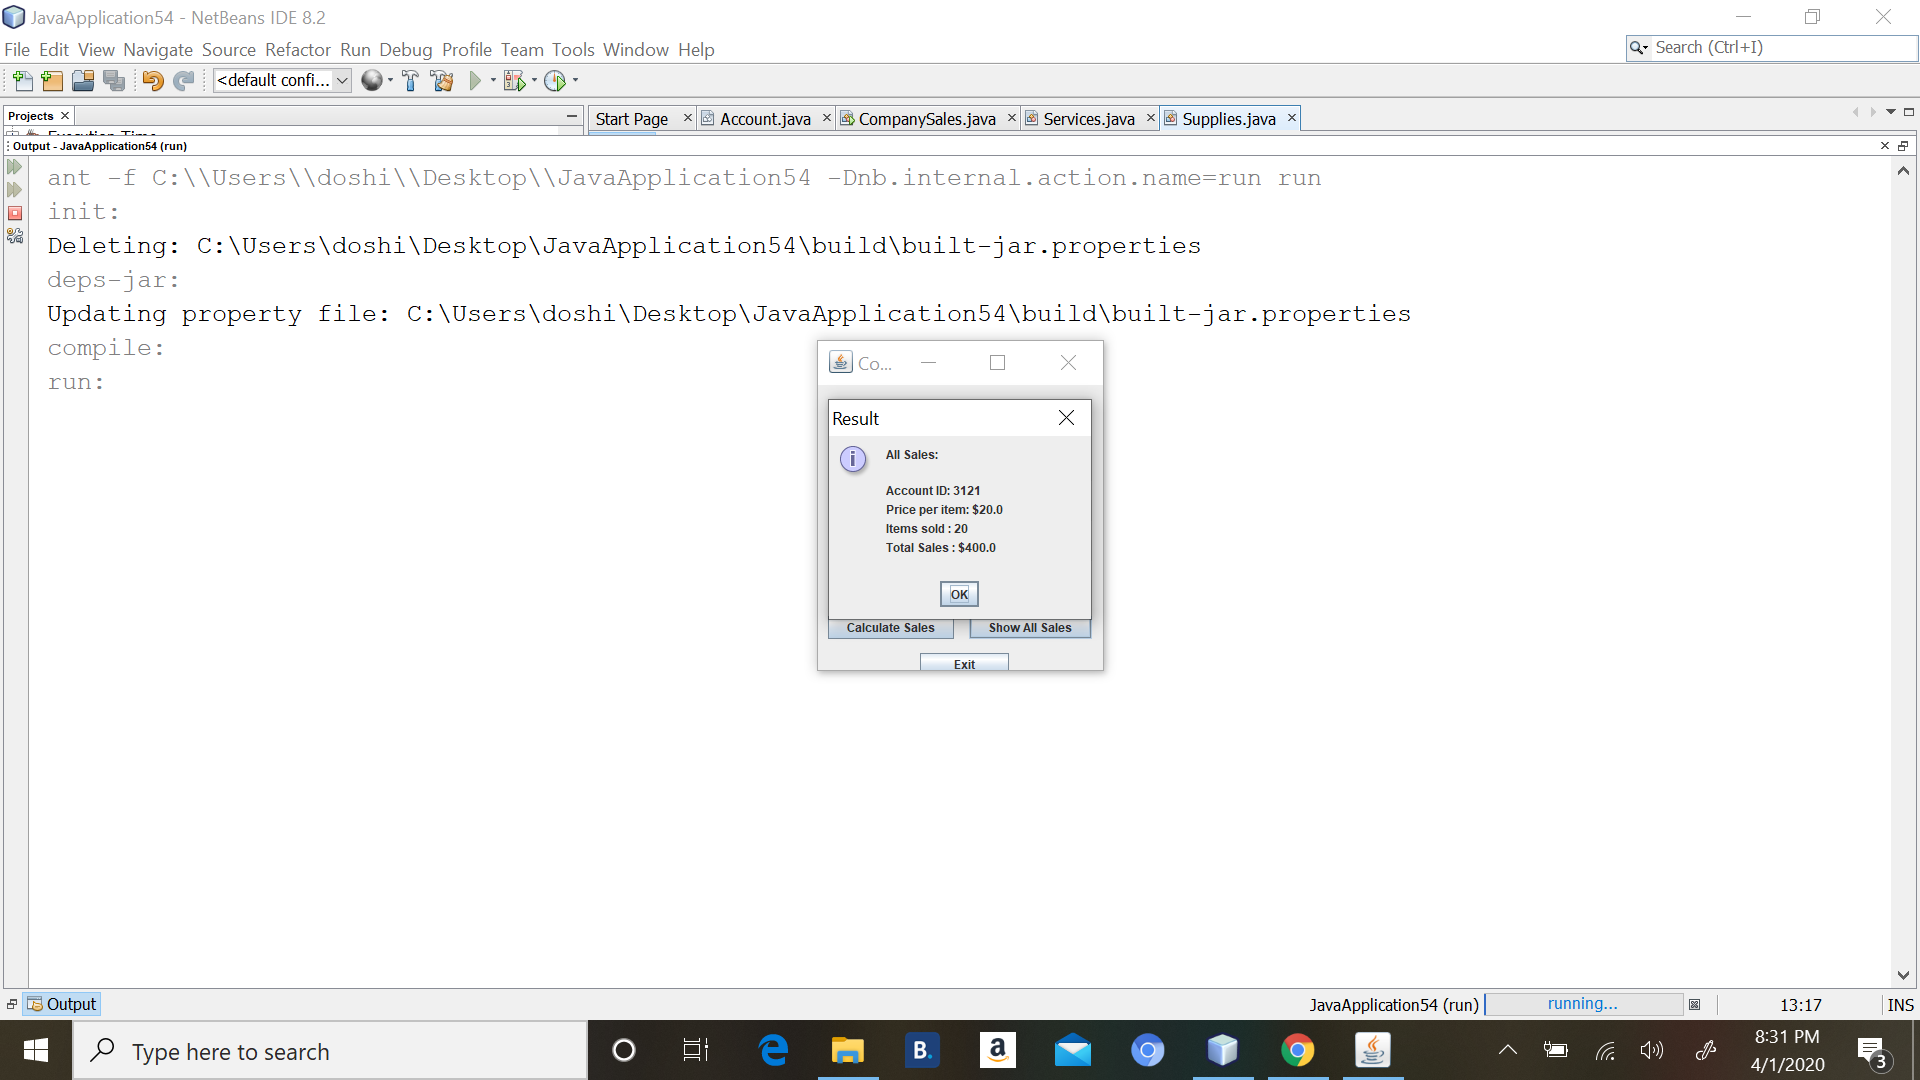 JavaApplication54 - NetBeans IDE 8.2
File Edit View Navigate Source Refactor Run Debug Profile Team Tools Window Help
Search (Ctrl+I)
<default confi...
Projects
Start Page
Account.java
CompanySales.java
Services.java
Supplies.java
Execution Time
Output - JavaApplication54 (run)
ant -f C:\\Users\\doshi\\Desktop\\JavaApplication54 -Dnb.internal.action.name=run run
init:
Deleting: C:\Users\doshi\Desktop\JavaApplication54\build\built-jar.properties
deps-jar:
Updating property file: C:\Users\doshi\Desktop\JavaApplication54\build\built-jar.properties
compile:
run:
Co...
Result
All Sales:
Account ID: 3121
Price per item: $20.0
Items sold : 20
Total Sales : $400.0
OK
Calculate Sales
Show All Sales
Exit
Output
JavaApplication54 (run)
running...
13:17
INS
Type here to search
B.
a
8:31 PM
4/1/2020
3